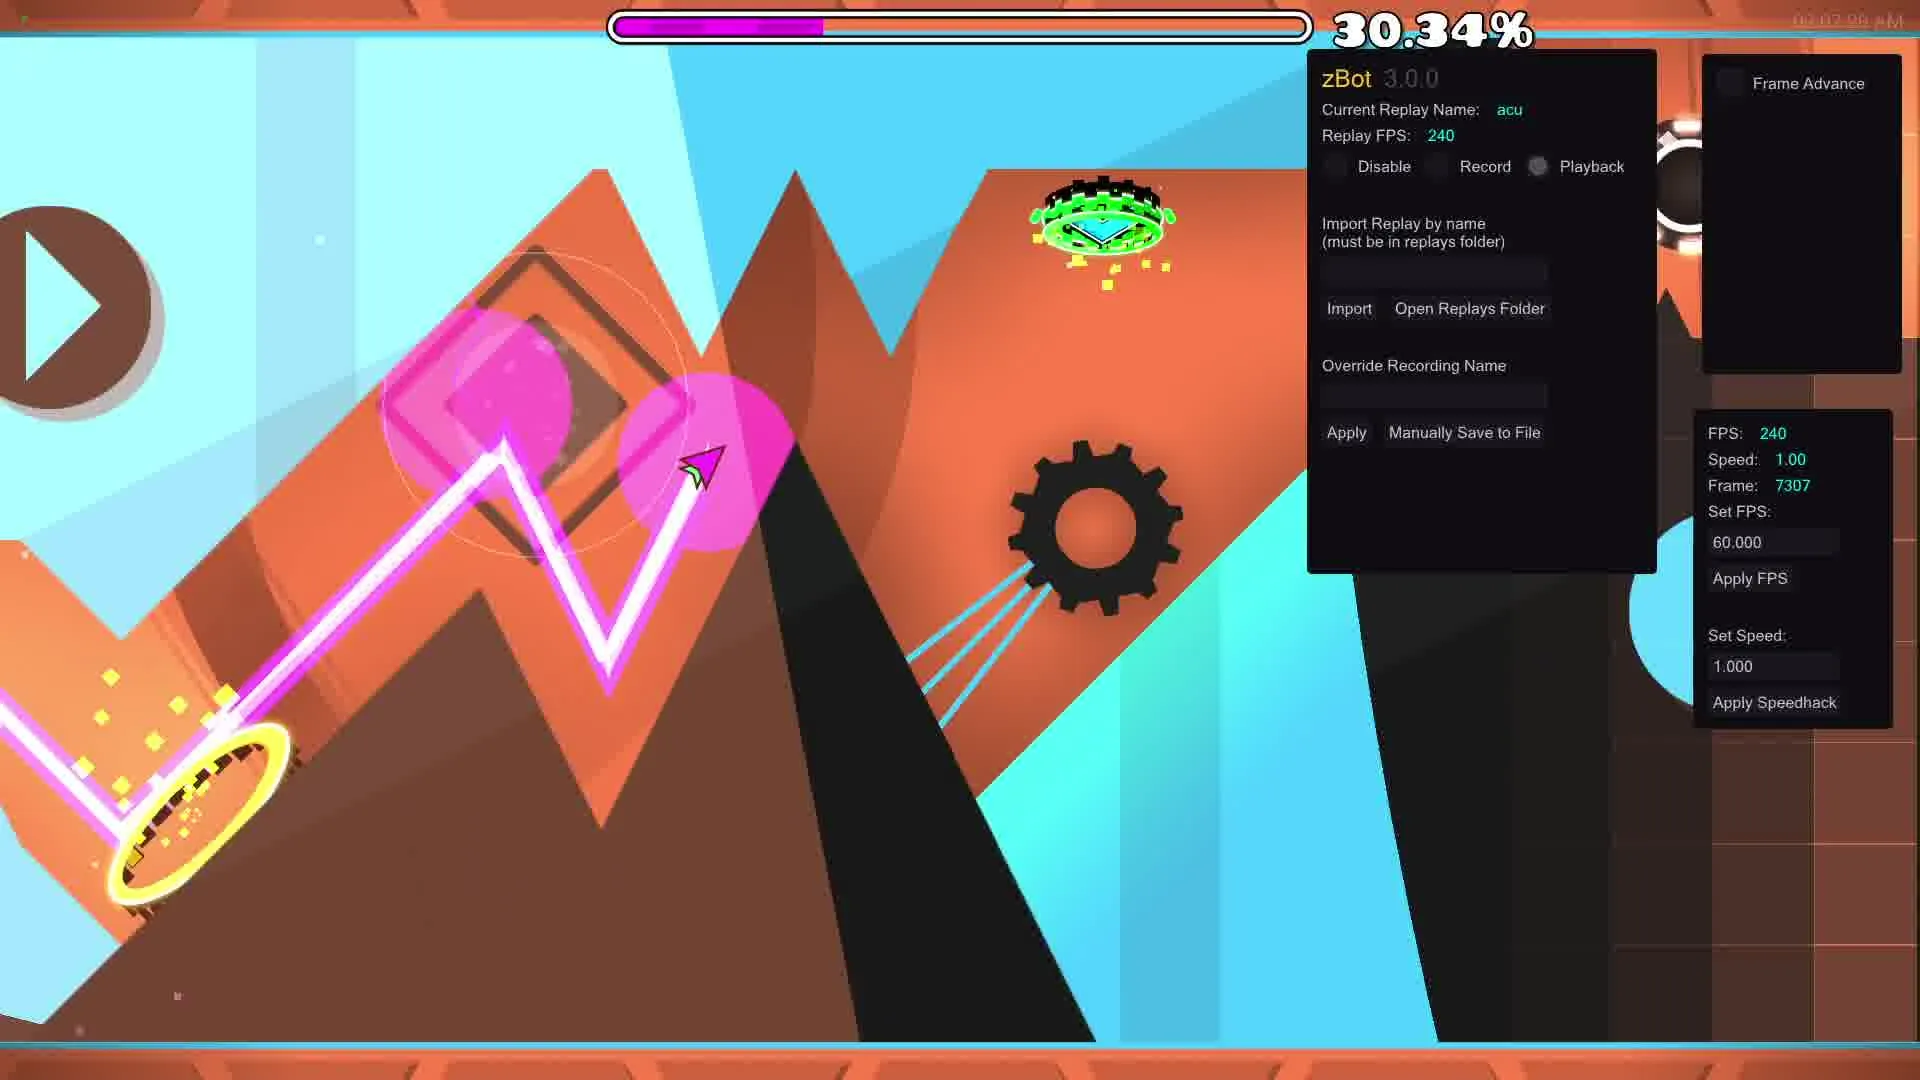 30.34%
zBot 3.0.0
Current Replay Name: acu
Replay FPS: 240
Disable Record Playback
Import Replay by name
(must be in replays folder)
Import Open Replays Folder
Override Recording Name
Apply Manually Save to File
Frame Advance
FPS: 240
Speed: 1.00
Frame: 7307
Set FPS:
60.000
Apply FPS
Set Speed:
1.000
Apply Speedhack